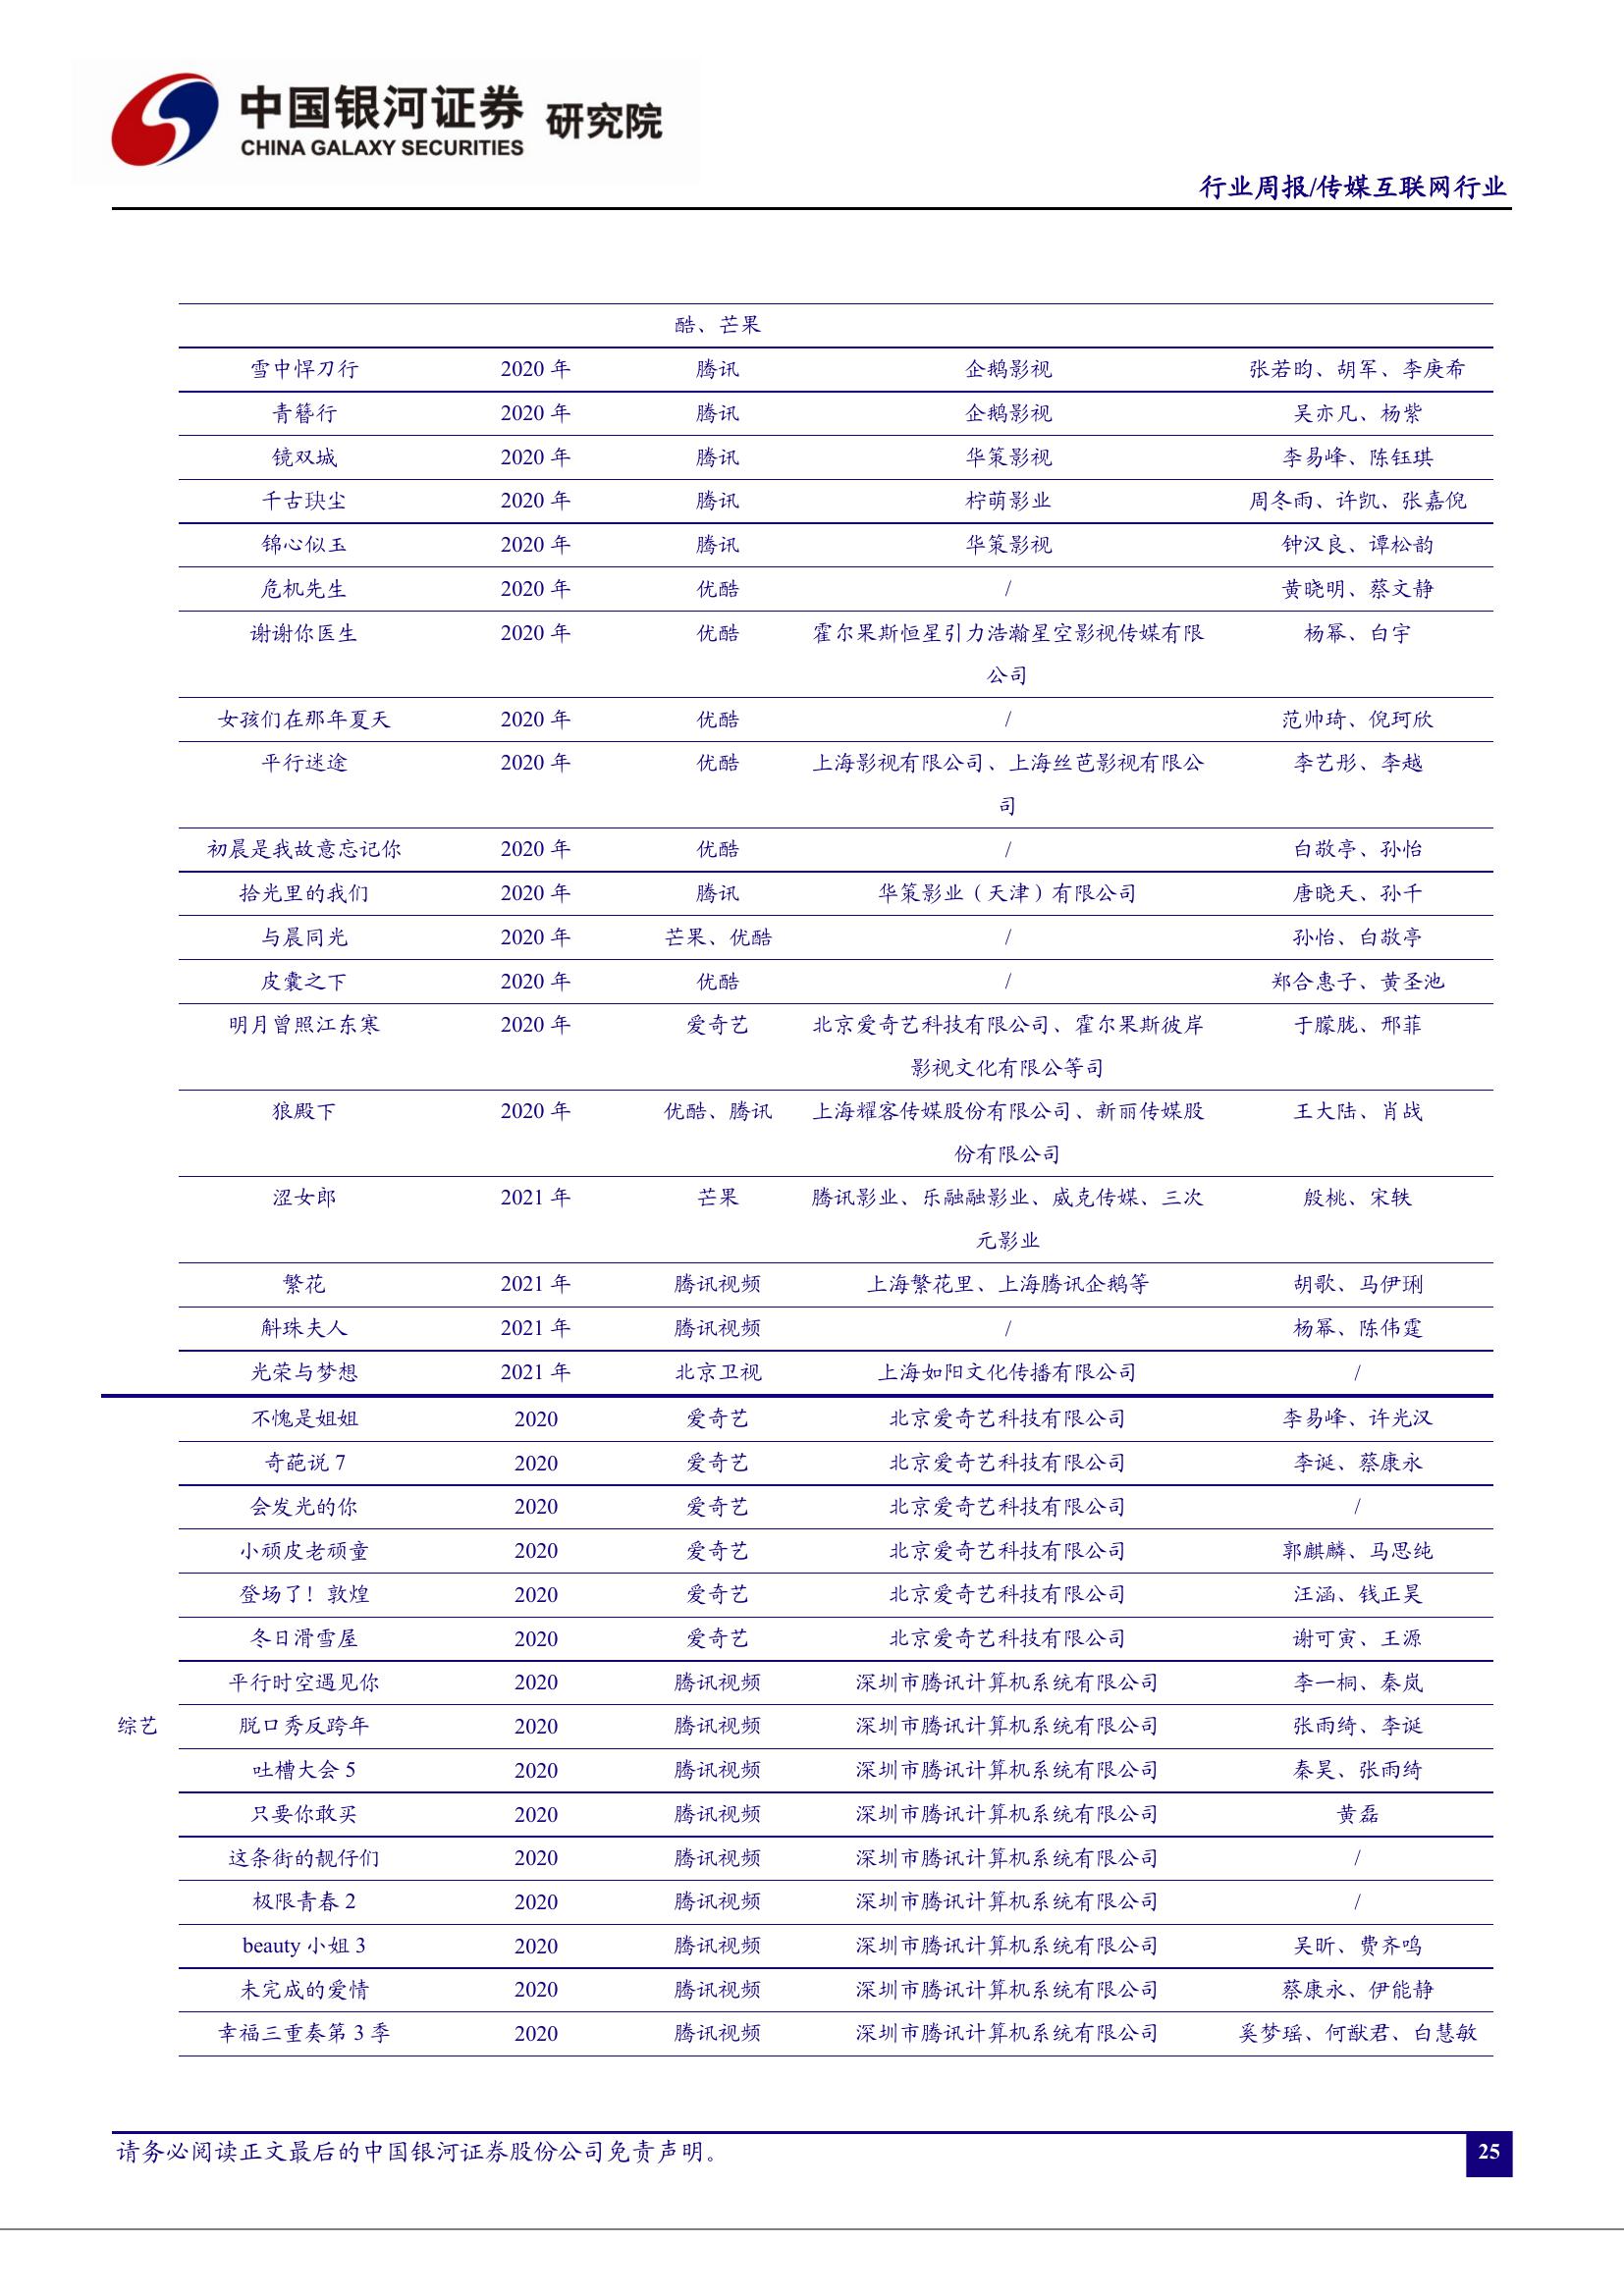 中国银河证券 研究院
CHINA GALAXY SECURITIES
行业周报/传媒互联网行业
酷、芒果
雪中悍刀行 2020 年 腾讯 企鹅影视 张若昀、胡军、李庚希
青簪行 2020 年 腾讯 企鹅影视 吴亦凡、杨紫
镜双城 2020 年 腾讯 华策影视 李易峰、陈钰琪
千古玦尘 2020 年 腾讯 柠萌影业 周冬雨、许凯、张嘉倪
锦心似玉 2020 年 腾讯 华策影视 钟汉良、谭松韵
危机先生 2020 年 优酷 / 黄晓明、蔡文静
谢谢你医生 2020 年 优酷 霍尔果斯恒星引力浩瀚星空影视传媒有限 杨幂、白宇
公司
女孩们在那年夏天 2020 年 优酷 / 范帅琦、倪珂欣
平行迷途 2020 年 优酷 上海影视有限公司、上海丝芭影视有限公 李艺彤、李越
司
初晨是我故意忘记你 2020 年 优酷 / 白敬亭、孙怡
拾光里的我们 2020 年 腾讯 华策影业（天津）有限公司 唐晓天、孙千
与晨同光 2020 年 芒果、优酷 / 孙怡、白敬亭
皮囊之下 2020 年 优酷 / 郑合惠子、黄圣池
明月曾照江东寒 2020 年 爱奇艺 北京爱奇艺科技有限公司、霍尔果斯彼岸 于朦胧、邢菲
影视文化有限公等司
狼殿下 2020 年 优酷、腾讯 上海耀客传媒股份有限公司、新丽传媒股 王大陆、肖战
份有限公司
涩女郎 2021 年 芒果 腾讯影业、乐融融影业、威克传媒、三次 殷桃、宋轶
元影业
繁花 2021 年 腾讯视频 上海繁花里、上海腾讯企鹅等 胡歌、马伊琍
斛珠夫人 2021 年 腾讯视频 / 杨幂、陈伟霆
光荣与梦想 2021 年 北京卫视 上海如阳文化传播有限公司 /
不愧是姐姐 2020 爱奇艺 北京爱奇艺科技有限公司 李易峰、许光汉
奇葩说 7 2020 爱奇艺 北京爱奇艺科技有限公司 李诞、蔡康永
会发光的你 2020 爱奇艺 北京爱奇艺科技有限公司 /
小顽皮老顽童 2020 爱奇艺 北京爱奇艺科技有限公司 郭麒麟、马思纯
登场了！敦煌 2020 爱奇艺 北京爱奇艺科技有限公司 汪涵、钱正昊
冬日滑雪屋 2020 爱奇艺 北京爱奇艺科技有限公司 谢可寅、王源
平行时空遇见你 2020 腾讯视频 深圳市腾讯计算机系统有限公司 李一桐、秦岚
综艺 脱口秀反跨年 2020 腾讯视频 深圳市腾讯计算机系统有限公司 张雨绮、李诞
吐槽大会 5 2020 腾讯视频 深圳市腾讯计算机系统有限公司 秦昊、张雨绮
只要你敢买 2020 腾讯视频 深圳市腾讯计算机系统有限公司 黄磊
这条街的靓仔们 2020 腾讯视频 深圳市腾讯计算机系统有限公司 /
极限青春 2 2020 腾讯视频 深圳市腾讯计算机系统有限公司 /
beauty 小姐 3 2020 腾讯视频 深圳市腾讯计算机系统有限公司 吴昕、费齐鸣
未完成的爱情 2020 腾讯视频 深圳市腾讯计算机系统有限公司 蔡康永、伊能静
幸福三重奏第 3 季 2020 腾讯视频 深圳市腾讯计算机系统有限公司 奚梦瑶、何猷君、白慧敏
请务必阅读正文最后的中国银河证券股份公司免责声明。
25